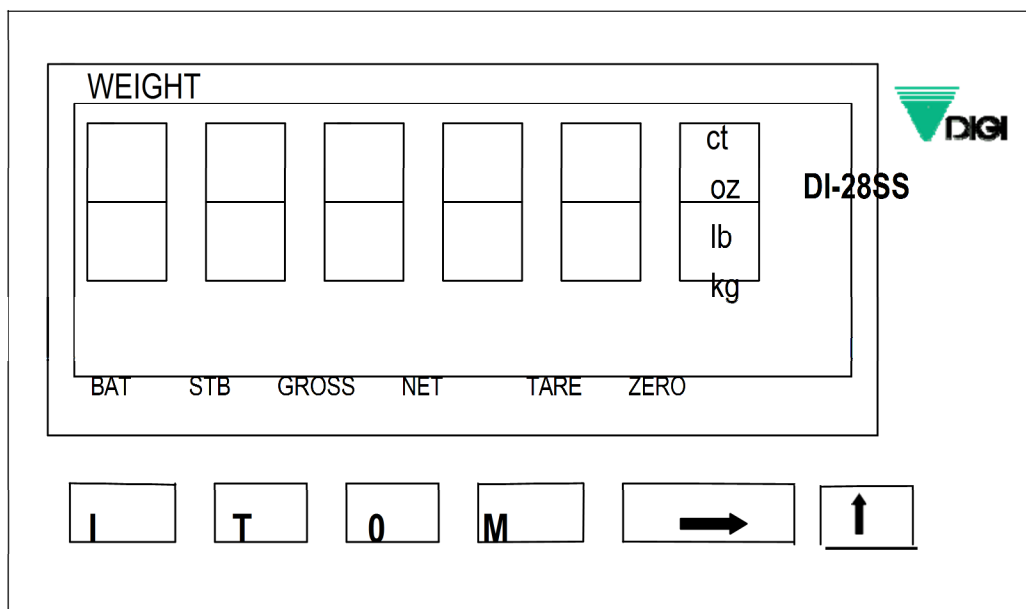 WEIGHT
DIGI
ct
oz
DI-28SS
lb
kg
BAT STB GROSS NET TARE ZERO
I T 0 M